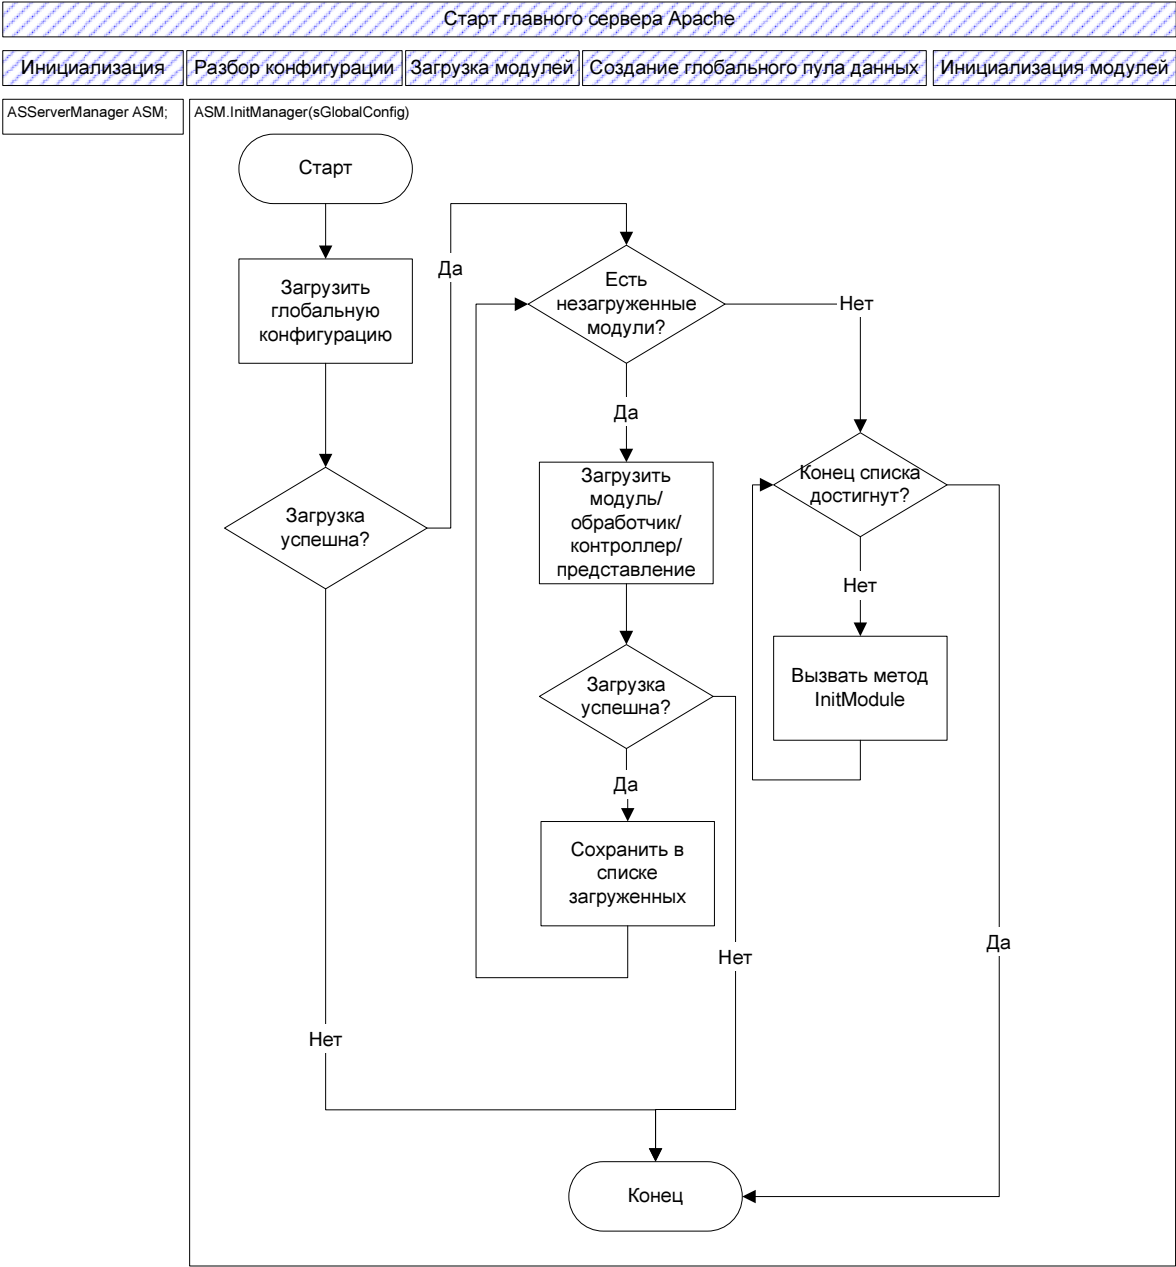 Старт главного сервера Apache
Инициализация
Разбор конфигурации
Загрузка модулей
Создание глобального пула данных
Инициализация модулей
ASServerManager ASM;
ASM.InitManager(sGlobalConfig)
Старт
Загрузить
глобальную
конфигурацию
Загрузка
успешна?
Да
Нет
Есть
незагруженные
модули?
Да
Нет
Загрузить
модуль/
обработчик/
контроллер/
представление
Загрузка
успешна?
Да
Нет
Сохранить в
списке
загруженных
Конец списка
достигнут?
Нет
Да
Вызвать метод
InitModule
Конец